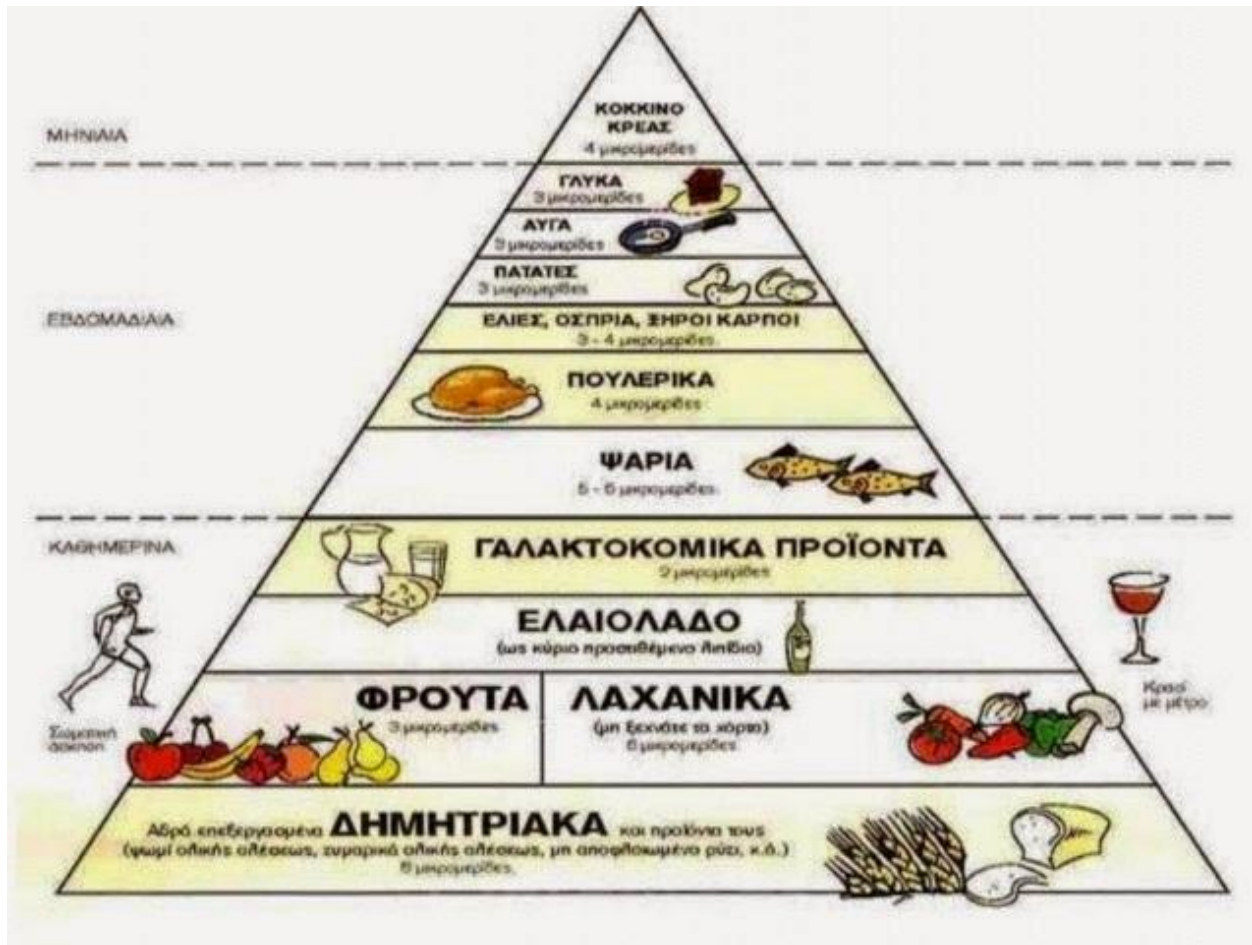 ΜΗΝΙΑΙΑ
ΚΟΚΚΙΝΟ
ΚΡΕΑΣ
4 μικρομερίδες
ΕΒΔΟΜΑΔΙΑΙΑ
ΓΛΥΚΑ
3 μικρομερίδες
ΑΥΓΑ
3 μικρομερίδες
ΠΑΤΑΤΕΣ
3 μικρομερίδες
ΕΛΙΕΣ, ΟΣΠΡΙΑ, ΞΗΡΟΙ ΚΑΡΠΟΙ
3 - 4 μικρομερίδες
ΠΟΥΛΕΡΙΚΑ
4 μικρομερίδες
ΨΑΡΙΑ
5 - 6 μικρομερίδες
ΚΑΘΗΜΕΡΙΝΑ
ΓΑΛΑΚΤΟΚΟΜΙΚΑ ΠΡΟΪΟΝΤΑ
2 μικρομερίδες
ΕΛΑΙΟΛΑΔΟ
(ως κύριο προστιθέμενο λιπίδιο)
Σωματική
άσκηση
ΦΡΟΥΤΑ
3 μικρομερίδες
ΛΑΧΑΝΙΚΑ
(μη ξεχνάτε τα χόρτα)
6 μικρομερίδες
Κρασί
με μέτρο
Αδρά επεξεργασμένα ΔΗΜΗΤΡΙΑΚΑ και προϊόντα τους
(ψωμί ολικής αλέσεως, ζυμαρικά ολικής αλέσεως, μη αποφλοιωμένο ρύζι, κ.ά.)
μικρομερίδες